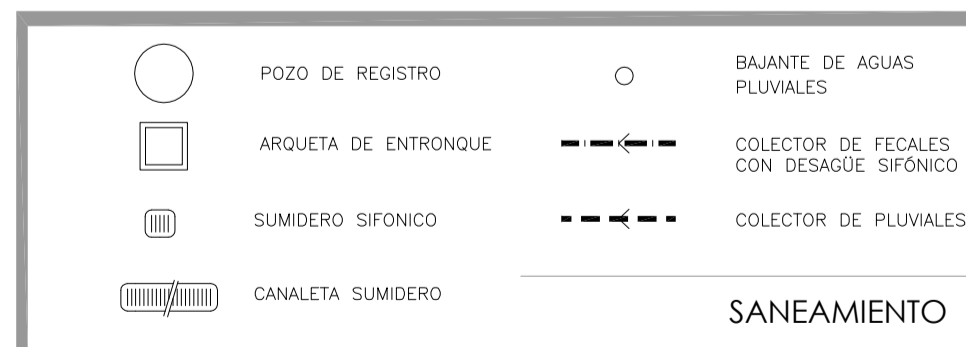 POZO DE REGISTRO
ARQUETA DE ENTRONQUE
SUMIDERO SIFONICO
CANALETA SUMIDERO
BAJANTE DE AGUAS
PLUVIALES
COLECTOR DE FECALES
CON DESAGÜE SIFÓNICO
COLECTOR DE PLUVIALES
SANEAMIENTO